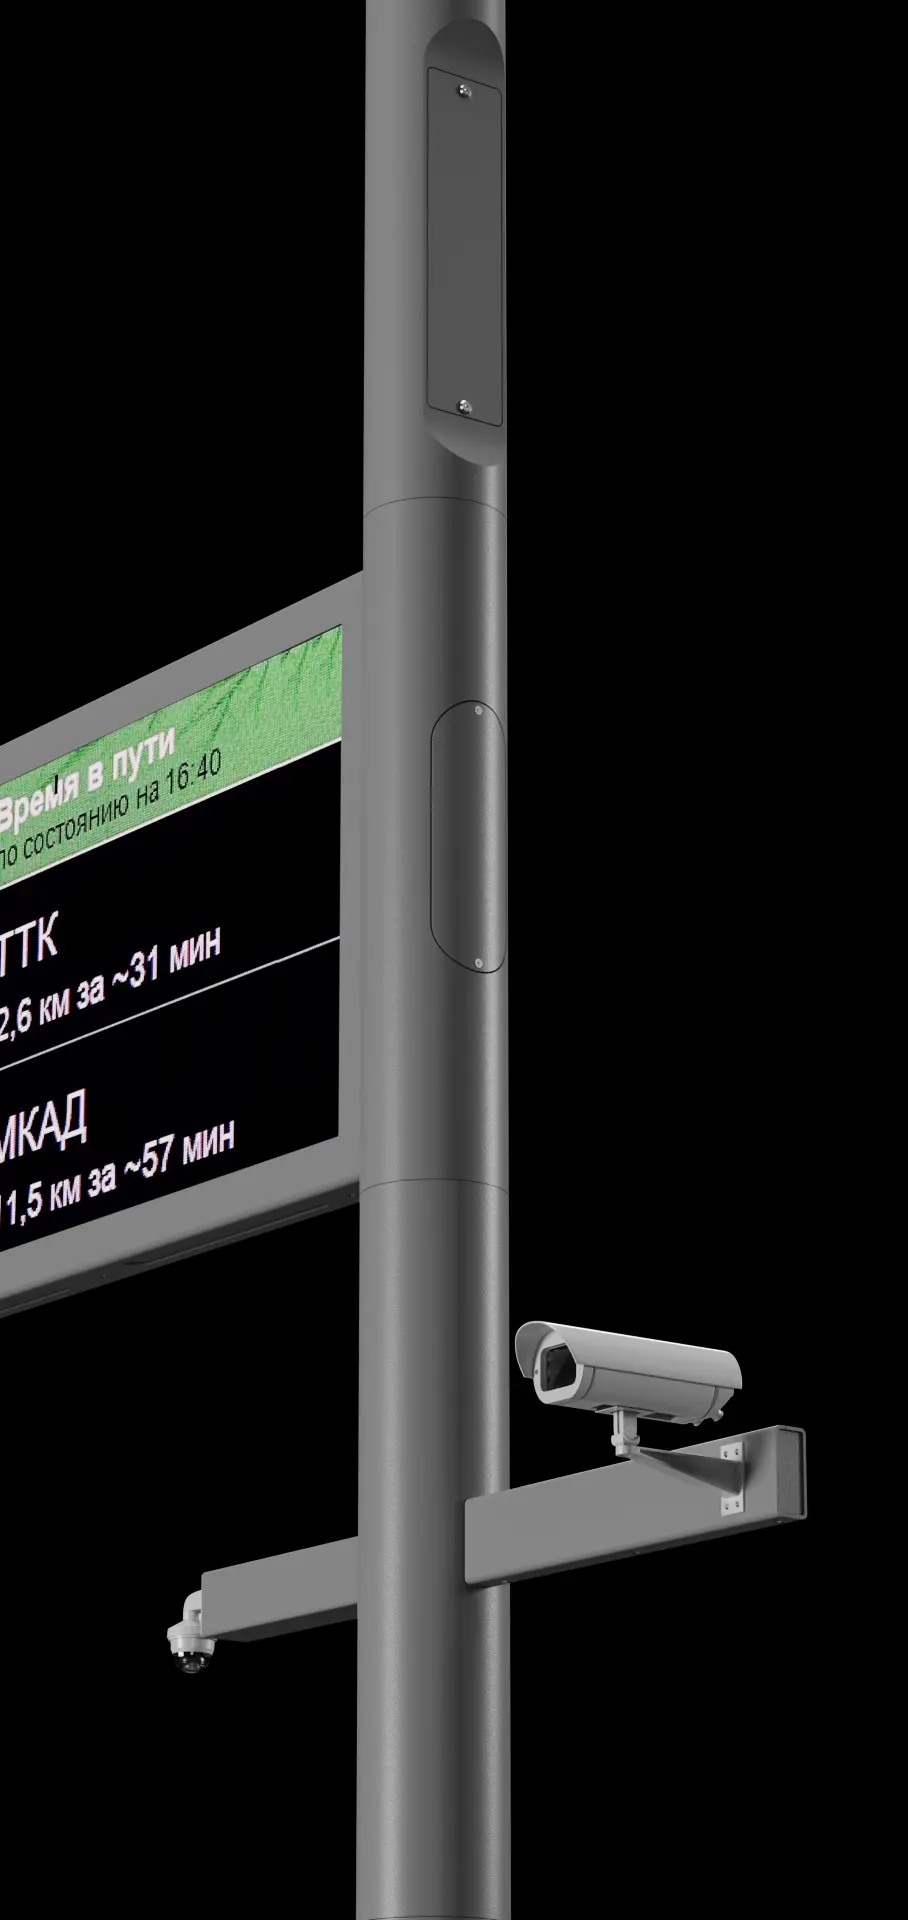 Время в пути
по состоянию на 16:40
ТТК
2,6 км за ~31 мин
МКАД
11,5 км за ~57 мин